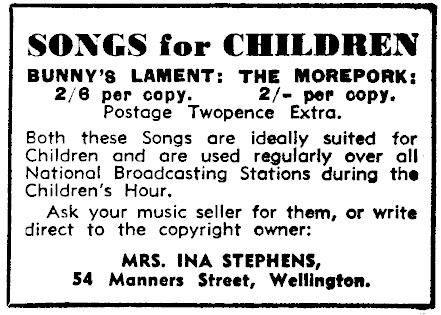 SONGS for CHILDREN
BUNNY'S LAMENT: THE MOREPORK:
2/6 per copy. 2/- per copy.
Postage Twopence Extra.
Both these Songs are ideally suited for
Children and are used regularly over all
National Broadcasting Stations during the
Children's Hour.
Ask your music seller for them, or write
direct to the copyright owner:
MRS. INA STEPHENS,
54 Manners Street, Wellington.